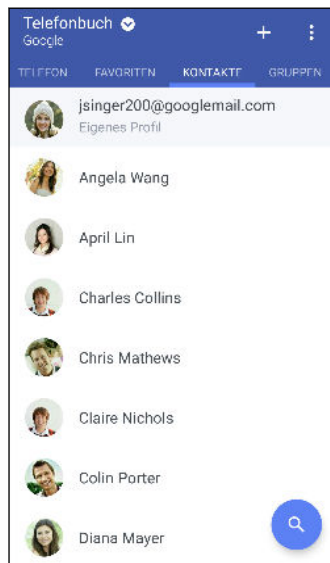 Telefonbuch
Google
TELEFON FAVORITEN KONTAKTE GRUPPEN
jsinger200@googlemail.com
Eigenes Profil
Angela Wang
April Lin
Charles Collins
Chris Mathews
Claire Nichols
Colin Porter
Diana Mayer